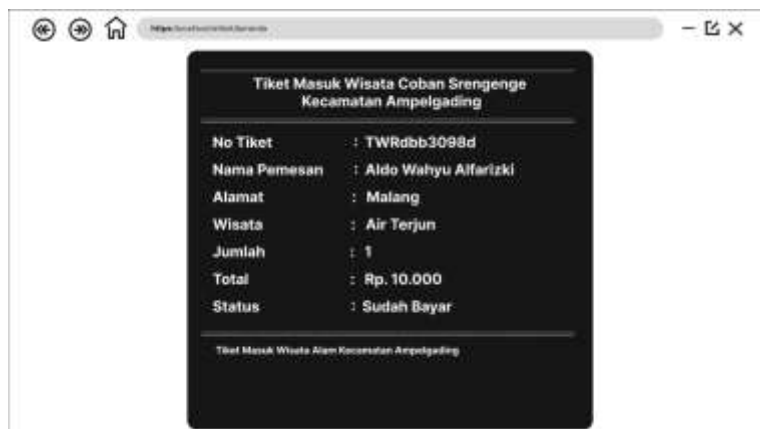 Tiket Masuk Wisata Coban Srengenge
Kecamatan Ampelgading
No Tiket : TWRdbb3098d
Nama Pemesan : Aldo Wahyu Alfarizki
Alamat : Malang
Wisata : Air Terjun
Jumlah : 1
Total : Rp. 10.000
Status : Sudah Bayar
Tiket Masuk Wisata Alam Kecamatan Ampelgading